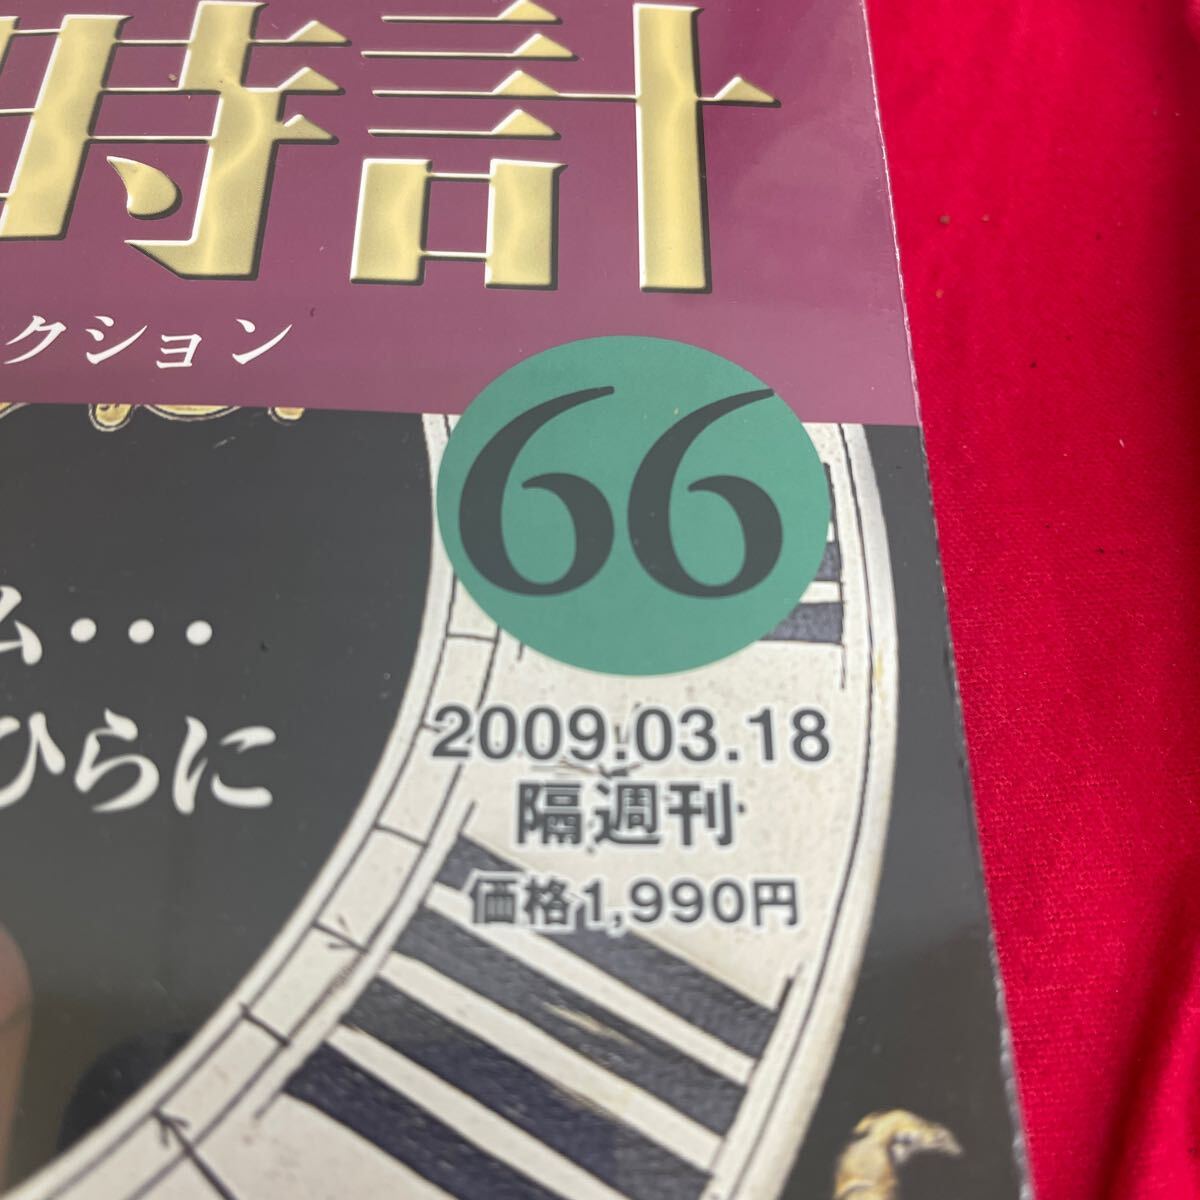 時計
クション
66
ム・・・
ひらに
2009.03.18
隔週刊
価格1,990円